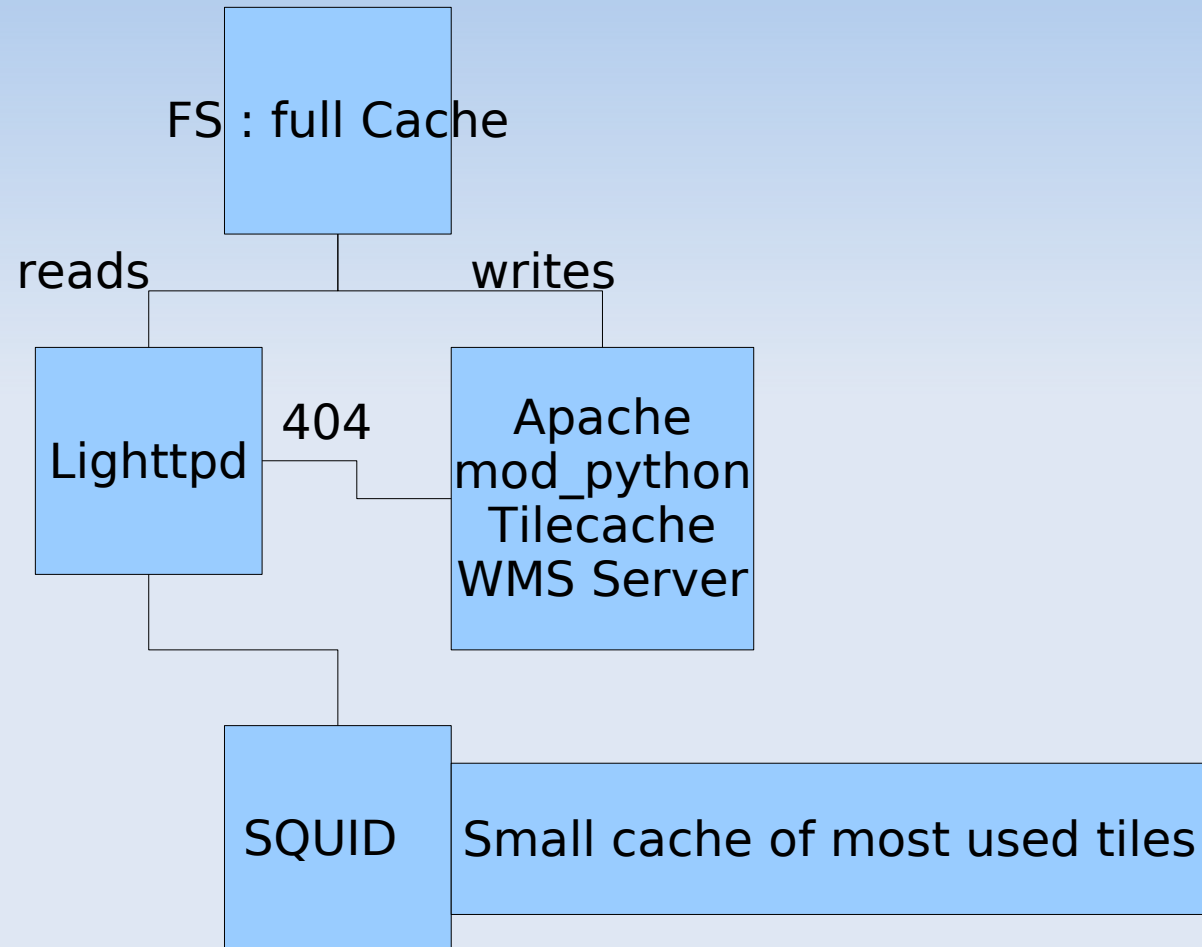 FS : full Cache
reads
writes
404
Lighttpd
Apache
mod_python
Tilecache
WMS Server
SQUID
Small cache of most used tiles